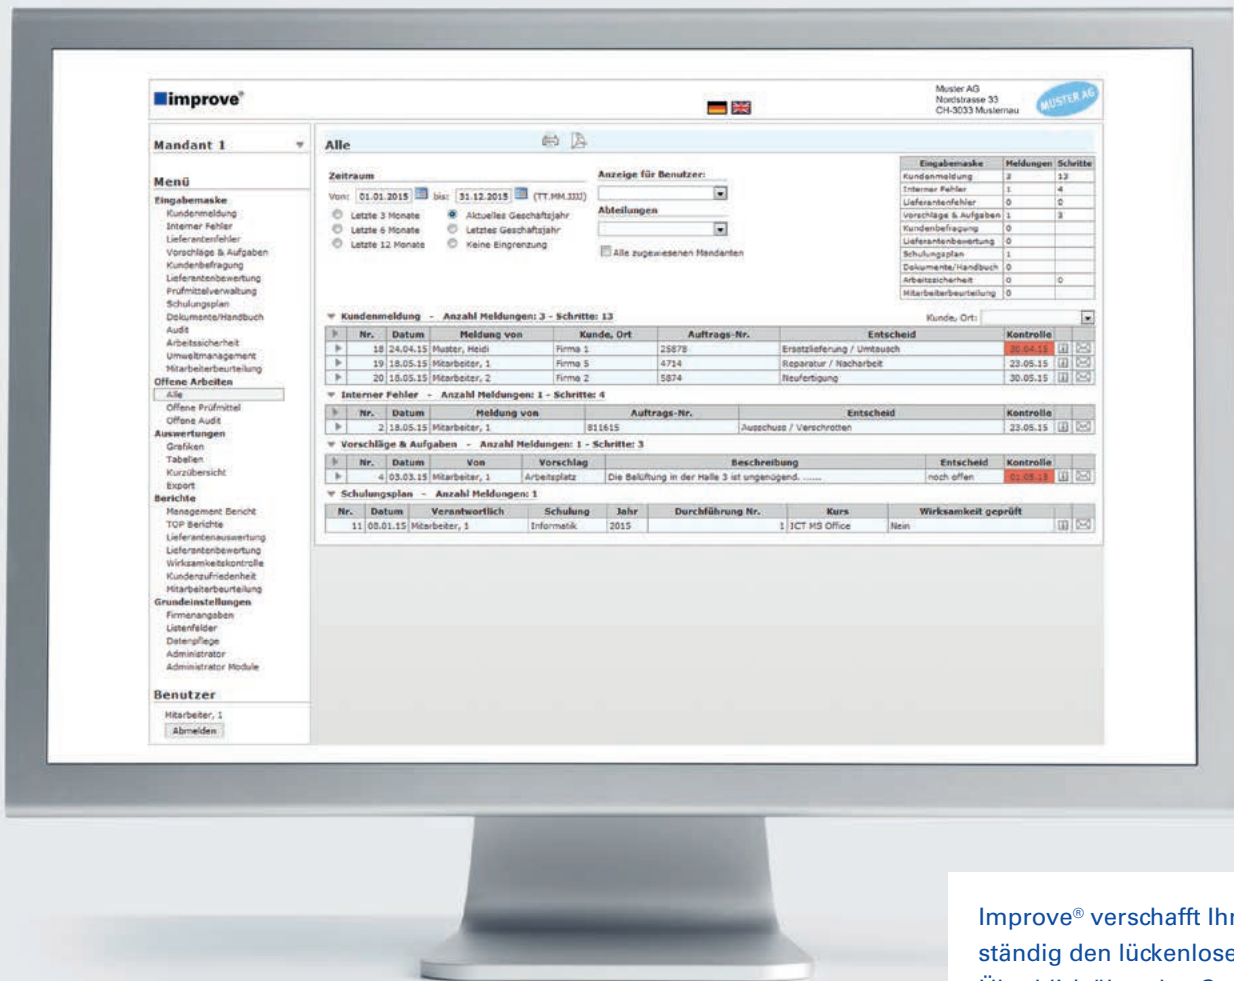 improve®
Muster AG
Nordstrasse 33
CH-3033 Musternau
MUSTER AG
Mandant 1
Menü
Eingabemaske
Kundenmeldung
Interner Fehler
Lieferantenfehler
Vorschläge & Aufgaben
Kundenbefragung
Lieferantenbewertung
Prüfmittelverwaltung
Schulungsplan
Dokumente/Handbuch
Audit
Arbeitssicherheit
Umweltmanagement
Mitarbeiterbeurteilung
Offene Arbeiten
Alle
Offene Prüfmittel
Offene Audit
Auswertungen
Grafiken
Tabellen
Kurzübersicht
Export
Berichte
Management Bericht
TOP Berichte
Lieferantenauswertung
Lieferantenbewertung
Wirksamkeitskontrolle
Kundenzufriedenheit
Mitarbeiterbeurteilung
Grundeinstellungen
Firmenangaben
Listenfelder
Datenpflege
Administrator
Administrator Module
Benutzer
Mitarbeiter, 1
Abmelden
Alle
Zeitraum
Von: 01.01.2015 bis: 31.12.2015 (TT.MM.JJJJ)
Letzte 3 Monate Aktuelles Geschäftsjahr
Letzte 6 Monate Letztes Geschäftsjahr
Letzte 12 Monate Keine Eingrenzung
Anzeige für Benutzer:
Abteilungen
Alle zugewiesenen Mandanten
Eingabemaske Meldungen Schritte
Kundenmeldung 3 13
Interner Fehler 1 4
Lieferantenfehler 0 0
Vorschläge & Aufgaben 1 3
Kundenbefragung 0
Lieferantenbewertung 0
Schulungsplan 1
Dokumente/Handbuch 0
Arbeitssicherheit 0 0
Mitarbeiterbeurteilung 0
Kundenmeldung - Anzahl Meldungen: 3 - Schritte: 13 Kunde, Ort:
Nr. Datum Meldung von Kunde, Ort Auftrags-Nr. Entscheid Kontrolle
18 24.04.15 Muster, Heidi Firma 1 25878 Ersatzlieferung / Umtausch 30.04.15
19 18.05.15 Mitarbeiter, 1 Firma 5 4714 Reparatur / Nacharbeit 23.05.15
20 18.05.15 Mitarbeiter, 2 Firma 2 5874 Neufertigung 30.05.15
Interner Fehler - Anzahl Meldungen: 1 - Schritte: 4
Nr. Datum Meldung von Auftrags-Nr. Entscheid Kontrolle
2 18.05.15 Mitarbeiter, 1 811615 Ausschuss / Verschrotten 23.05.15
Vorschläge & Aufgaben - Anzahl Meldungen: 1 - Schritte: 3
Nr. Datum Von Vorschlag Beschreibung Entscheid Kontrolle
4 03.03.15 Mitarbeiter, 1 Arbeitsplatz Die Belüftung in der Halle 3 ist ungenügend. ...... noch offen 01.05.15
Schulungsplan - Anzahl Meldungen: 1
Nr. Datum Verantwortlich Schulung Jahr Durchführung Nr. Kurs Wirksamkeit geprüft
11 08.01.15 Mitarbeiter, 1 Informatik 2015 1 ICT MS Office Nein
Improve® verschafft Ihn
ständig den lückenlose